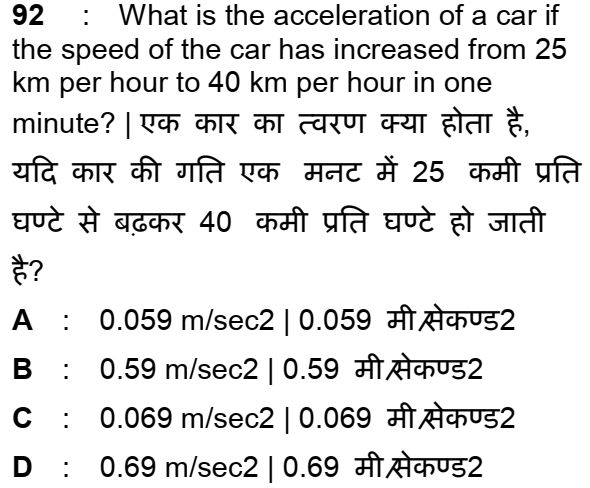 92 : What is the acceleration of a car if
the speed of the car has increased from 25
km per hour to 40 km per hour in one
minute? | एक कार का त्वरण क्या होता है,
यदि कार की गति एक मनट में 25 कमी प्रति
घण्टे से बढ़कर 40 कमी प्रति घण्टे हो जाती
है?
A : 0.059 m/sec2 | 0.059 मी/सेकण्ड2
B : 0.59 m/sec2 | 0.59 मी/सेकण्ड2
C : 0.069 m/sec2 | 0.069 मी/सेकण्ड2
D : 0.69 m/sec2 | 0.69 मी/सेकण्ड2